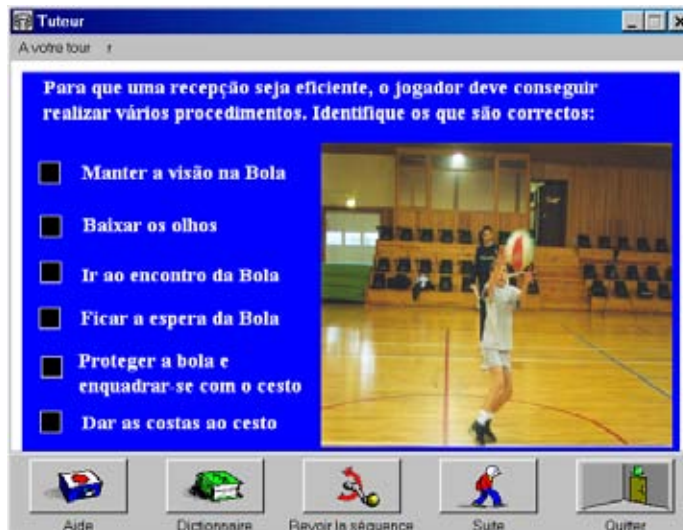 Tuteur
A votre tour r
Para que uma recepção seja eficiente, o jogador deve conseguir
realizar vários procedimentos. Identifique os que são correctos:
Manter a visão na Bola
Baixar os olhos
Ir ao encontro da Bola
Ficar a espera da Bola
Proteger a bola e
enquadrar-se com o cesto
Dar as costas ao cesto
Aide
Dictionnaire
Revoir la séquence
Suite
Quitter